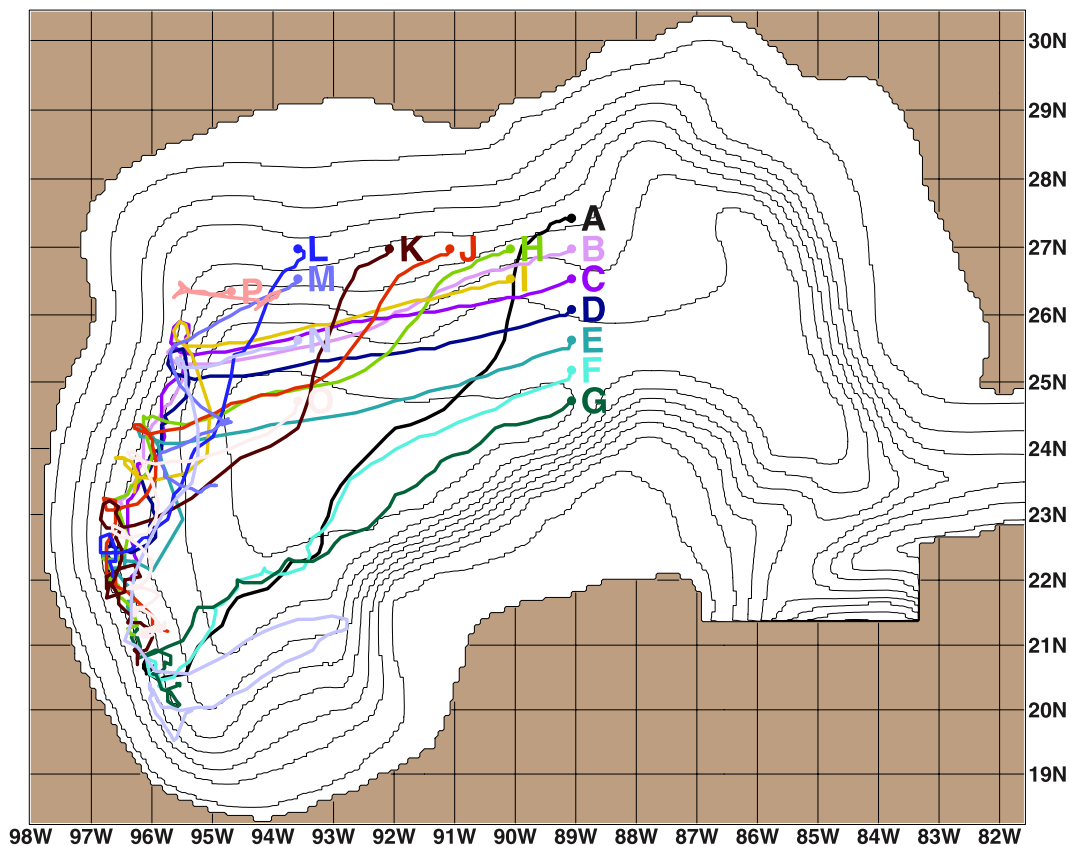 30N
29N
28N
A
27N
L K J H B
P M I C
26N
D
N E
25N
F
O G
24N
23N
22N
21N
20N
19N
98W 97W 96W 95W 94W 93W 92W 91W 90W 89W 88W 87W 86W 85W 84W 83W 82W